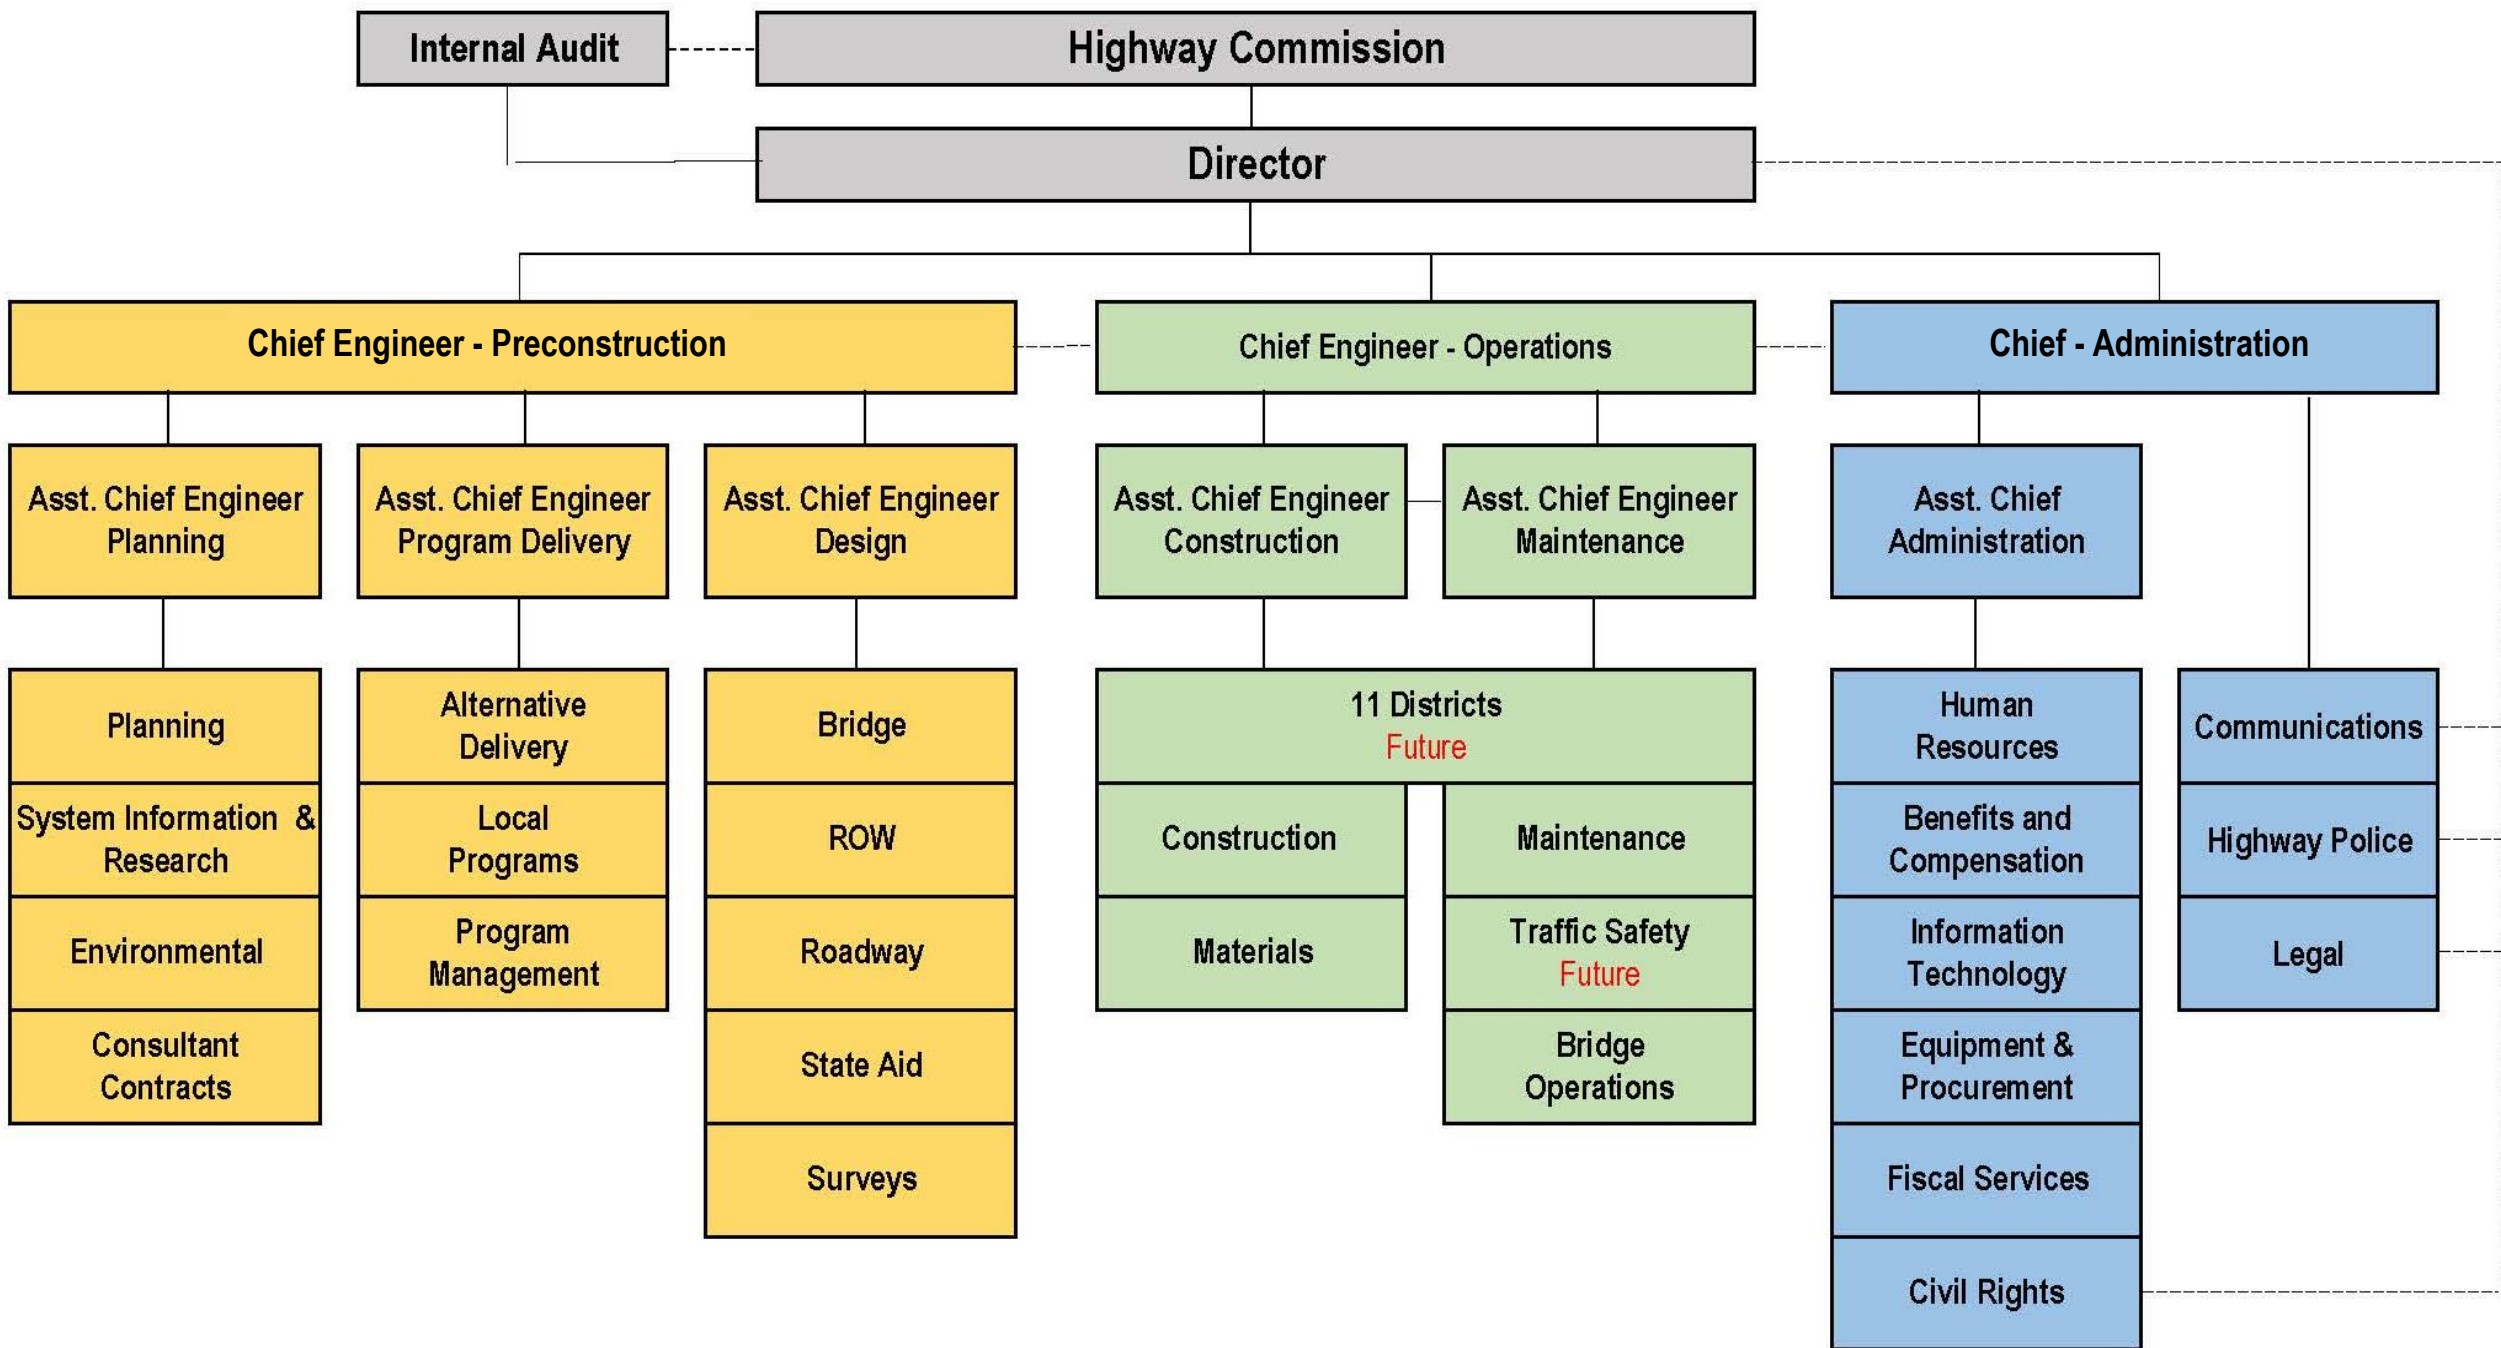 Internal Audit
Highway Commission
Director
Chief Engineer - Preconstruction
Chief Engineer - Operations
Chief - Administration
Asst. Chief Engineer
Planning
Asst. Chief Engineer
Program Delivery
Asst. Chief Engineer
Design
Asst. Chief Engineer
Construction
Asst. Chief Engineer
Maintenance
Asst. Chief
Administration
Planning
System Information &
Research
Environmental
Consultant
Contracts
Alternative
Delivery
Local
Programs
Program
Management
Bridge
ROW
Roadway
State Aid
Surveys
11 Districts
Future
Construction
Materials
Maintenance
Traffic Safety
Future
Bridge
Operations
Human
Resources
Benefits and
Compensation
Information
Technology
Equipment &
Procurement
Fiscal Services
Civil Rights
Communications
Highway Police
Legal